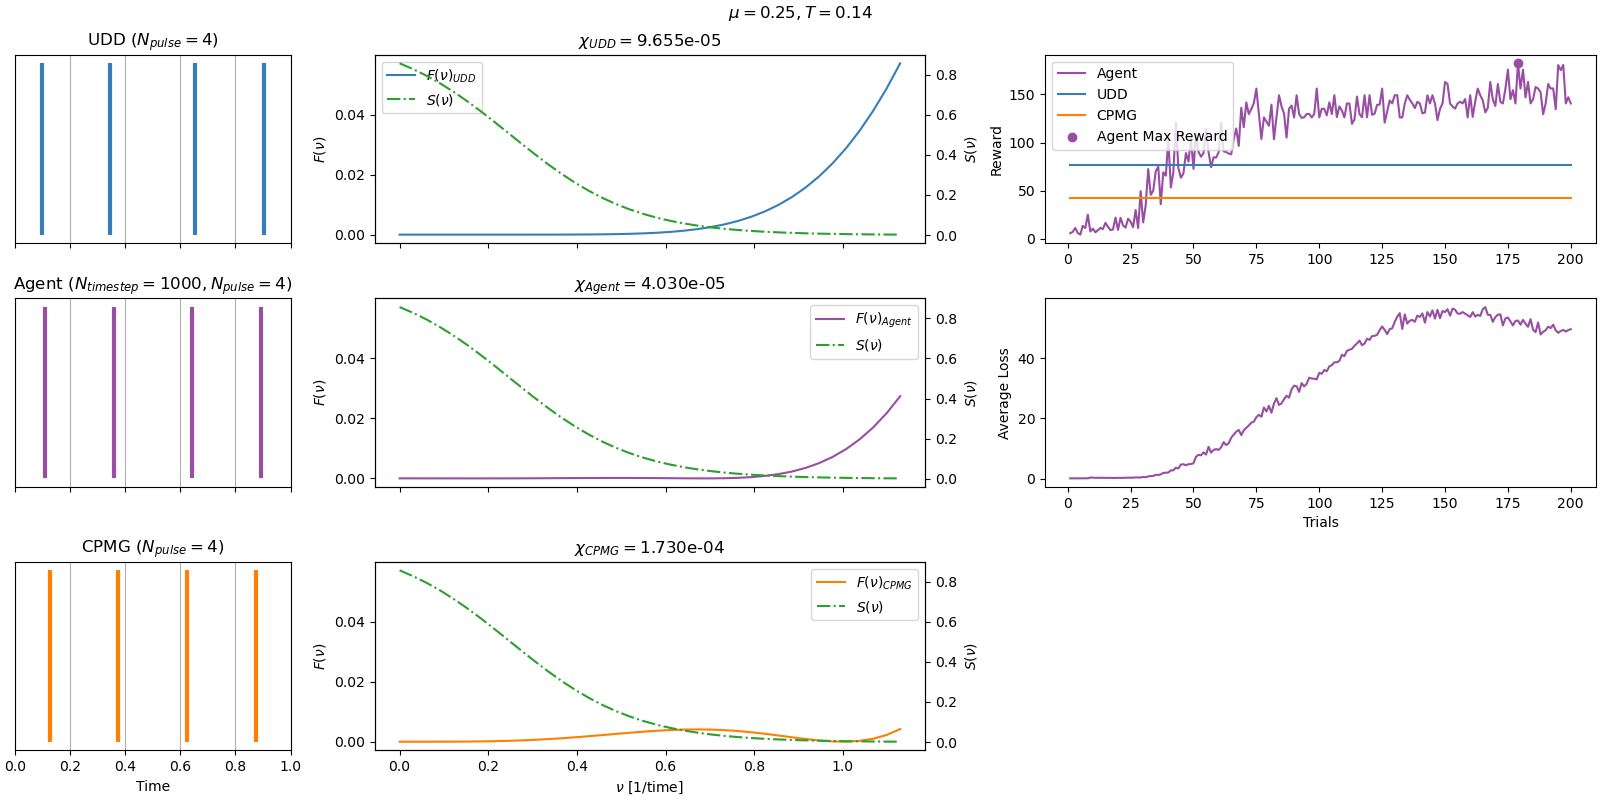 μ = 0.25, T = 0.14
UDD (N_pulse = 4)
χ_UDD = 9.655e-05
F(ν)_UDD
S(ν)
0.04
0.02
0.00
F(ν)
0.8
0.6
0.4
0.2
0.0
S(ν)
Agent
UDD
CPMG
Agent Max Reward
150
100
50
0
Reward
0
25
50
75
100
125
150
175
200
Agent (N_timestep = 1000, N_pulse = 4)
χ_Agent = 4.030e-05
F(ν)_Agent
S(ν)
0.04
0.02
0.00
F(ν)
0.8
0.6
0.4
0.2
0.0
S(ν)
40
20
0
Average Loss
0
25
50
75
100
125
150
175
200
Trials
CPMG (N_pulse = 4)
0.0
0.2
0.4
0.6
0.8
1.0
Time
χ_CPMG = 1.730e-04
F(ν)_CPMG
S(ν)
0.04
0.02
0.00
F(ν)
0.8
0.6
0.4
0.2
0.0
S(ν)
0.0
0.2
0.4
0.6
0.8
1.0
ν [1/time]